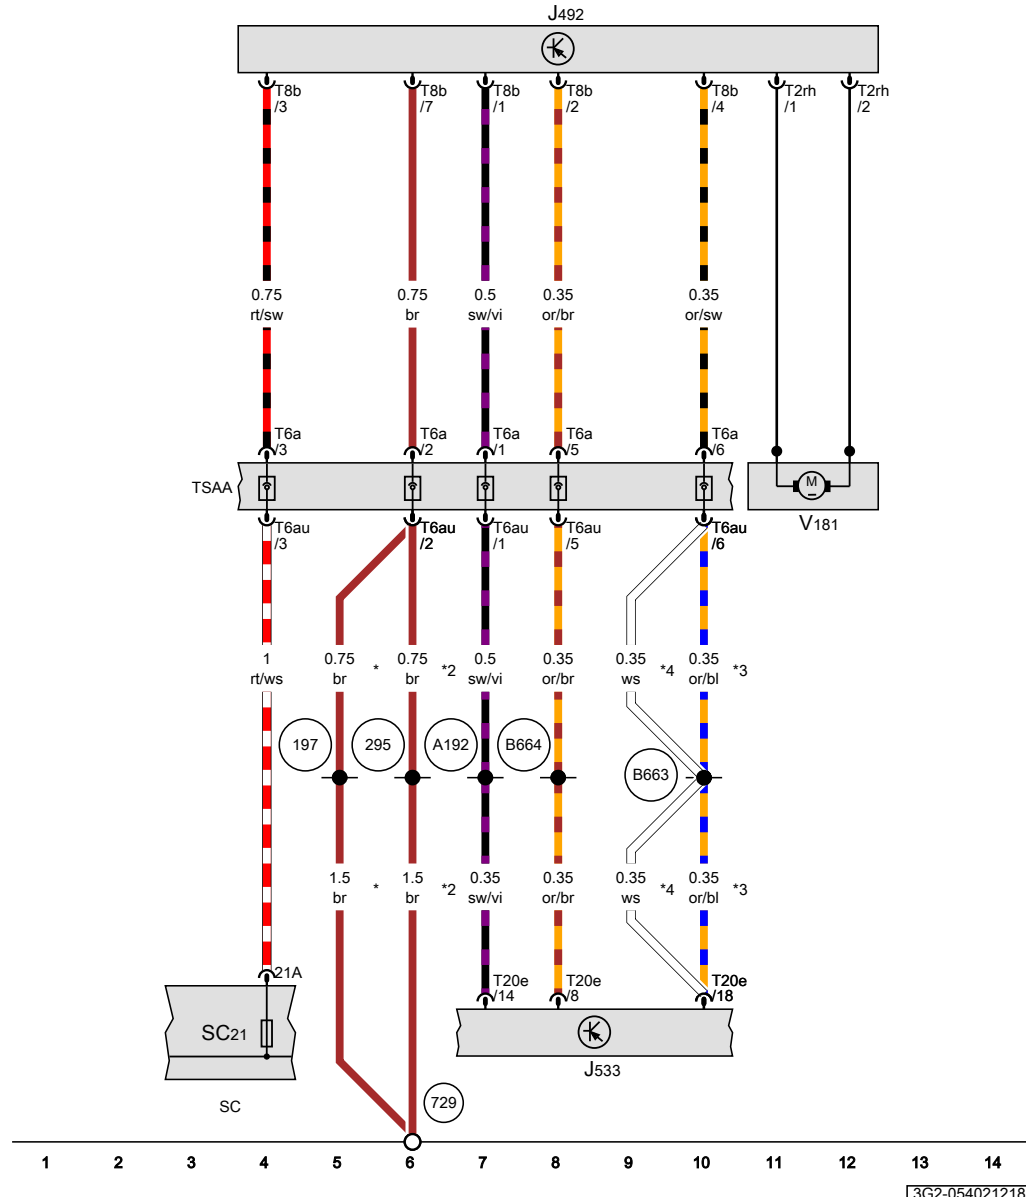 J492
T8b T8b T8b T8b T8b T2rh T2rh
/3 /7 /1 /2 /4 /1 /2
0.75 0.75 0.5 0.35 0.35
rt/sw br sw/vi or/br or/sw
T6a T6a T6a T6a T6a
/3 /2 /1 /5 /6
TSAA M
V181
T6au T6au T6au T6au T6au
/3 /2 /1 /5 /6
1 0.75 * 0.75 *2 0.5 0.35 0.35 *4 0.35 *3
rt/ws br br sw/vi or/br ws or/bl
197 295 A192 B664 B663
1.5 * 1.5 *2 0.35 0.35 0.35 *4 0.35 *3
br br sw/vi or/br ws or/bl
21A T20e T20e T20e
/14 /8 /18
SC21
J533
SC 729
1 2 3 4 5 6 7 8 9 10 11 12 13 14
3G2-054021218